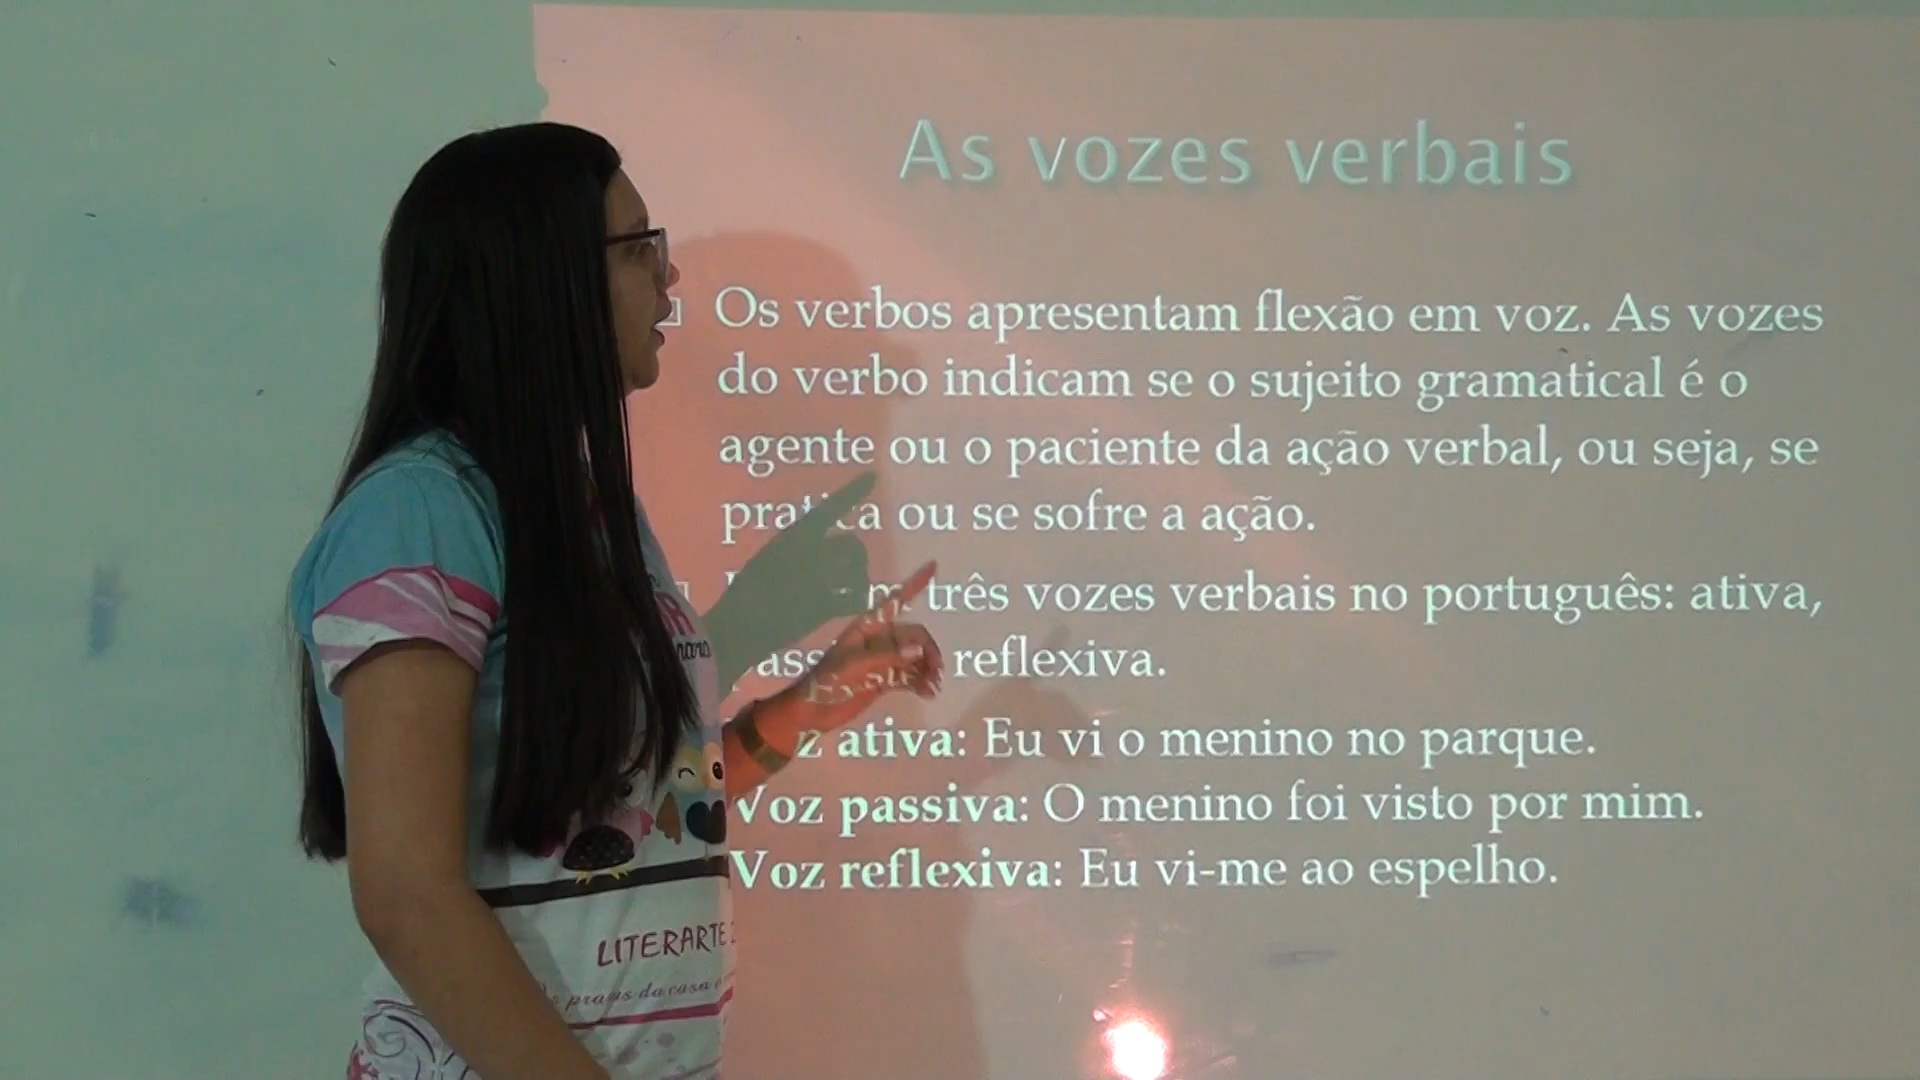 As vozes verbais
Os verbos apresentam flexão em voz. As vozes
do verbo indicam se o sujeito gramatical é o
agente ou o paciente da ação verbal, ou seja, se
pratica ou se sofre a ação.
três vozes verbais no português: ativa,
reflexiva.
ativa: Eu vi o menino no parque.
Voz passiva: O menino foi visto por mim.
Voz reflexiva: Eu vi-me ao espelho.
LITERARTE
da casa